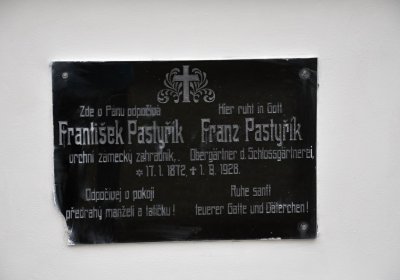 Zde v Pánu odpočívá Hier ruht in Gott
František Pastyřík Franz Pastyřík
vrchní zámecký zahradník, Obergärtner d. Schlossgärtnerei,
* 17. 1. 1872, ✝ 1. 8. 1928.
Odpočívej v pokoji Ruhe sanft
předrahý manželi a tatíčku! teuerer Gatte und Väterchen!